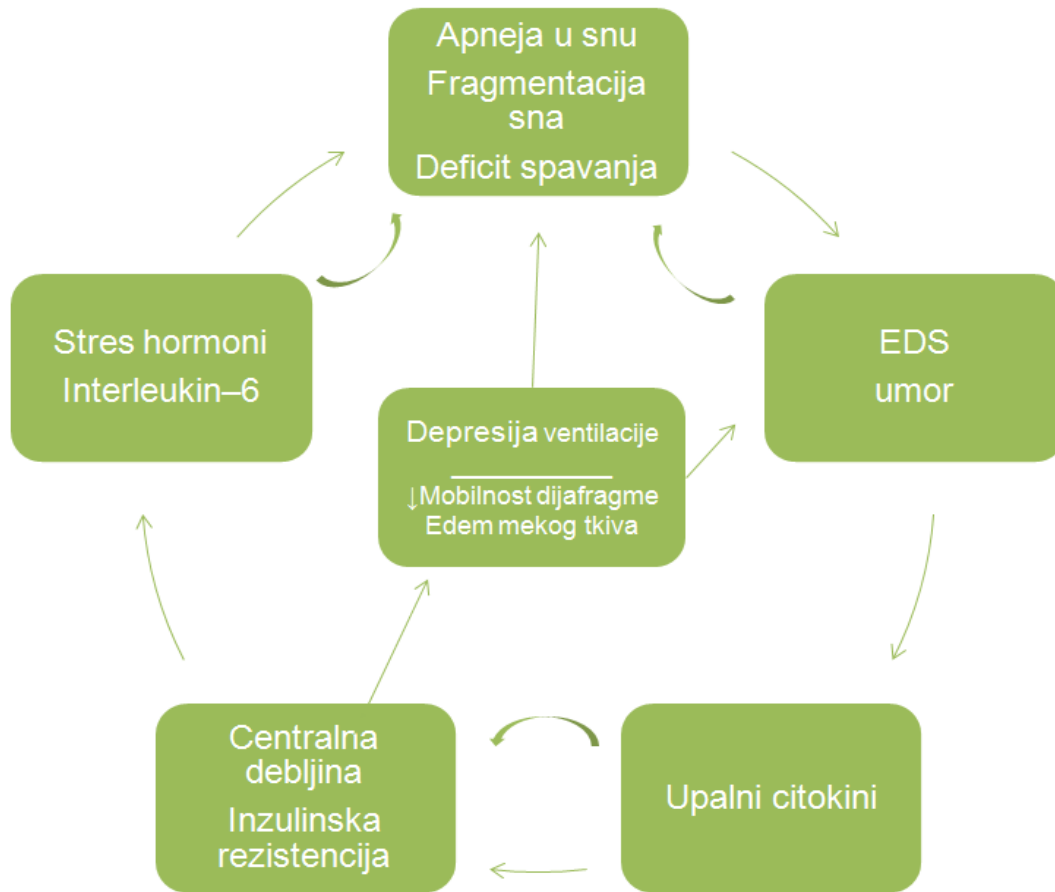 Apneja u snu
Fragmentacija
sna
Deficit spavanja
Stres hormoni
Interleukin–6
EDS
umor
Depresija ventilacije
↓Mobilnost dijafragme
Edem mekog tkiva
Centralna
debljina
Inzulinska
rezistencija
Upalni citokini